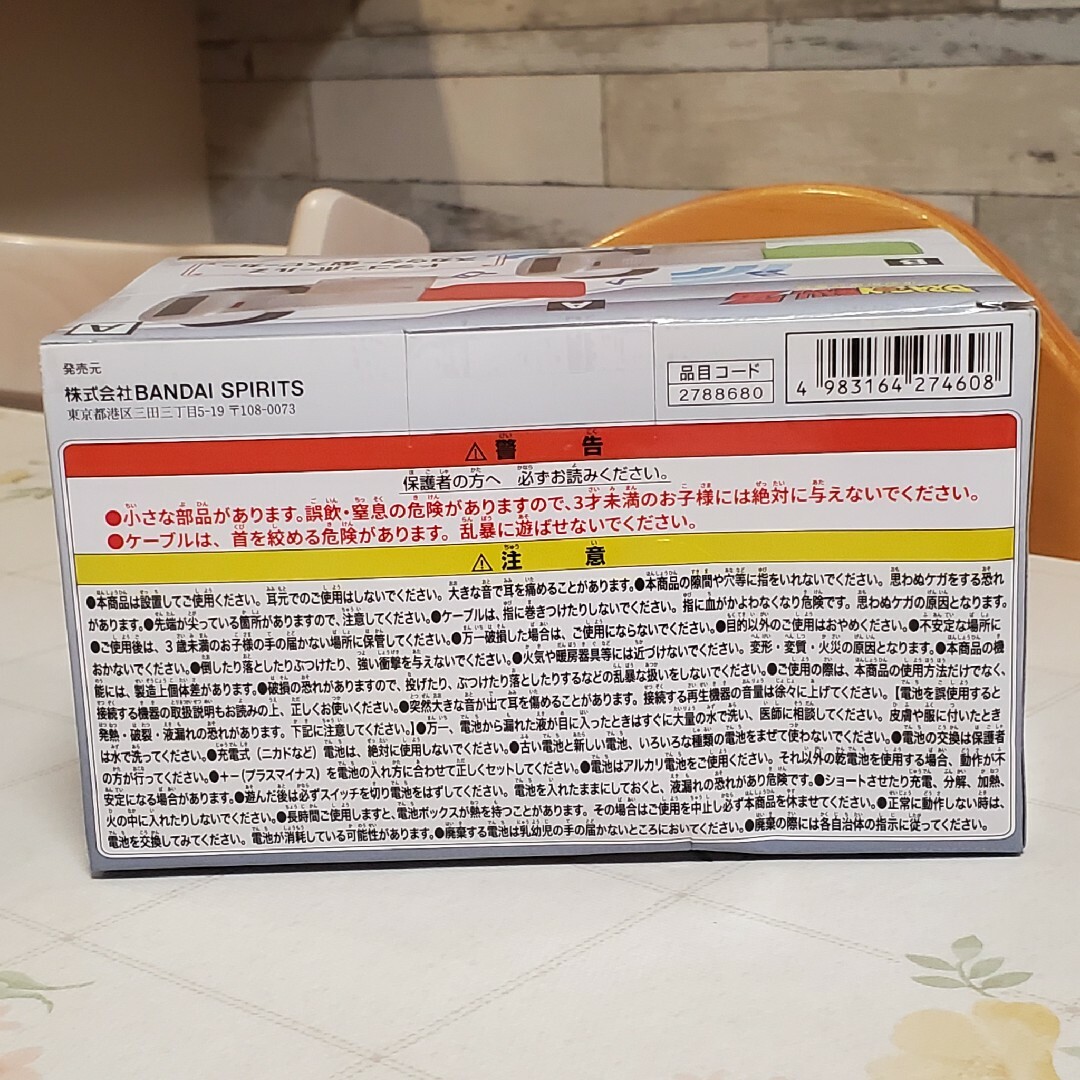 ドラゴンボールZ
A
B
A
発売元
株式会社BANDAI SPIRITS
東京都港区三田三丁目5-19 〒108-0073
品目コード
2788680
4 983164 274608
⚠警告
保護者の方へ 必ずお読みください。
●小さな部品があります。誤飲・窒息の危険がありますので、3才未満のお子様には絶対に与えないでください。
●ケーブルは、首を絞める危険があります。乱暴に遊ばせないでください。
⚠注意
●本商品は設置してご使用ください。耳元でのご使用はしないでください。大きな音で耳を痛めることがあります。●本商品の隙間や穴等に指をいれないでください。思わぬケガをする恐れ
があります。●先端が尖っている箇所がありますので、注意してください。●ケーブルは、指に巻きつけたりしないでください。指に血がかよわなくなり危険です。思わぬケガの原因となります。
●ご使用後は、3歳未満のお子様の手の届かない場所に保管してください。●万一破損した場合は、ご使用にならないでください。●目的以外のご使用はおやめください。●不安定な場所に
おかないでください。●倒したり落としたりぶつけたり、強い衝撃を与えないでください。●火気や暖房器具等には近づけないでください。変形・変質・火災の原因となります。●本商品の機
能には、製造上個体差があります。●破損の恐れがありますので、投げたり、ぶつけたり落としたりするなどの乱暴な扱いをしないでください。●ご使用の際は、本商品の使用方法だけでなく、
接続する機器の取扱説明もお読みの上、正しくお使いください。●突然大きな音が出て耳を痛めることがあります。接続する再生機器の音量は徐々に上げてください。【電池を誤使用すると
発熱・破裂・液漏れの恐れがあります。下記に注意してください。】●万一、電池から漏れた液が目に入ったときはすぐに大量の水で洗い、医師に相談してください。皮膚や服に付いたとき
は水で洗ってください。●充電式（ニカドなど）電池は、絶対に使用しないでください。●古い電池と新しい電池、いろいろな種類の電池をまぜて使わないでください。●電池の交換は保護者
の方が行ってください。●＋－（プラスマイナス）を電池の入れ方に合わせて正しくセットしてください。●電池はアルカリ電池をご使用ください。それ以外の乾電池を使用する場合、動作が不
安定になる場合があります。●遊んだ後は必ずスイッチを切り電池をはずしてください。電池を入れたままにしておくと、液漏れの恐れがあり危険です。●ショートさせたり充電、分解、加熱、
火の中に入れたりしないでください。●長時間ご使用しますと、電池ボックスが熱を持つことがあります。その場合はご使用を中止し必ず本商品を休ませてください。●正常に動作しない時は、
電池を交換してみてください。電池が消耗している可能性があります。●廃棄する電池は乳幼児の手の届かないところにおいてください。●廃棄の際には各自治体の指示に従ってください。